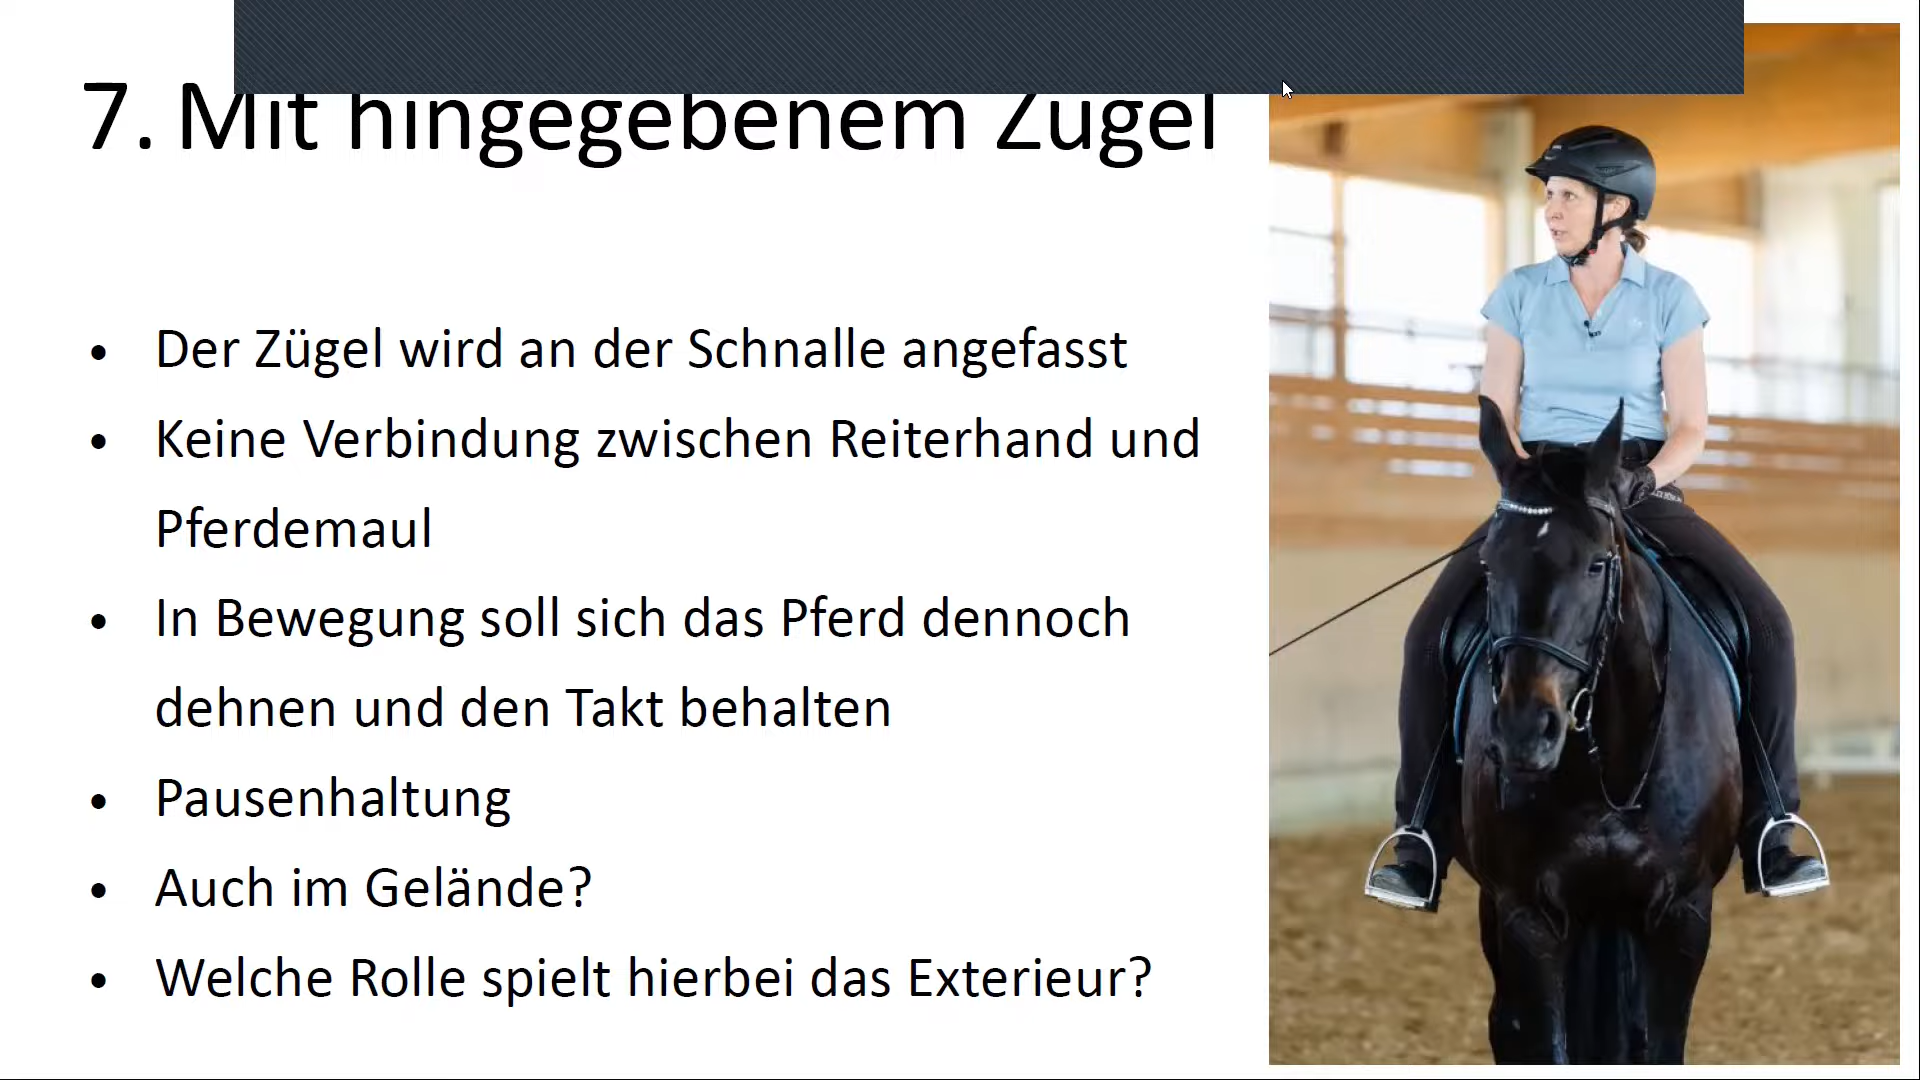 7. Mit hingegebenem Zügel
• Der Zügel wird an der Schnalle angefasst
• Keine Verbindung zwischen Reiterhand und
Pferdemaul
• In Bewegung soll sich das Pferd dennoch
dehnen und den Takt behalten
• Pausenhaltung
• Auch im Gelände?
• Welche Rolle spielt hierbei das Exterieur?